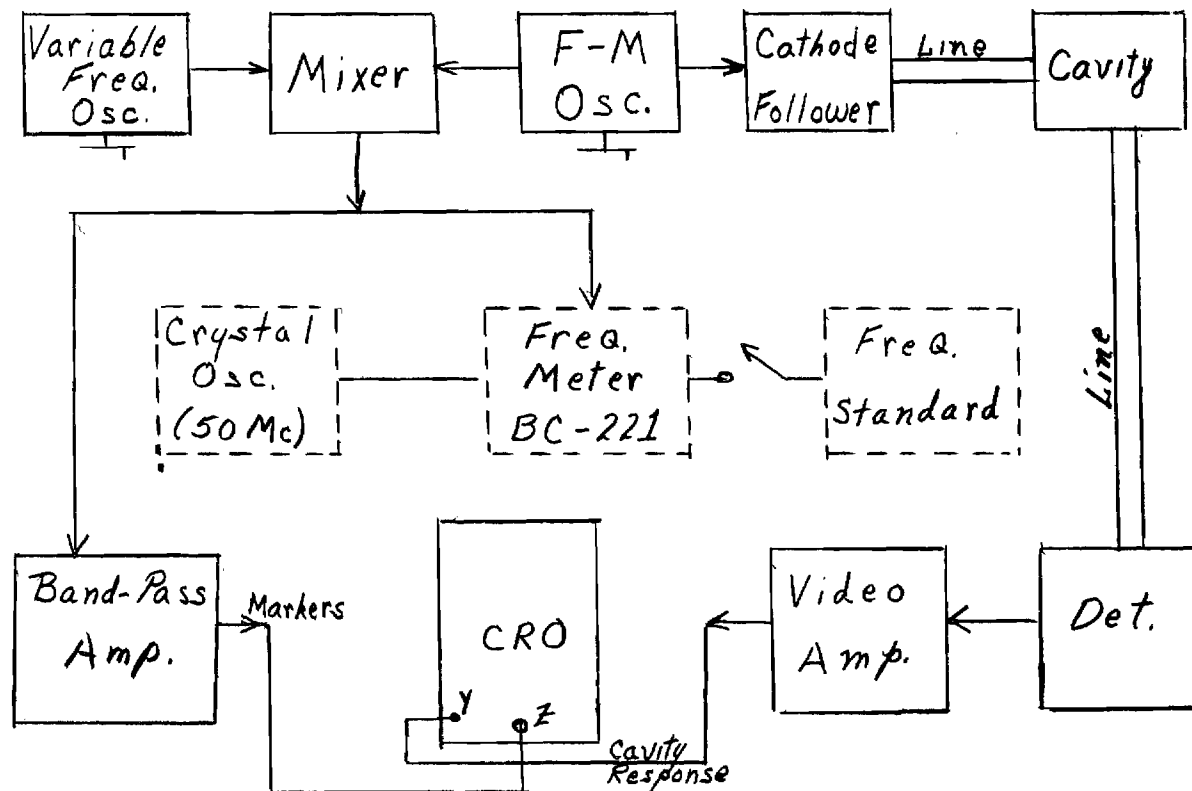 Variable
Freq.
Osc.
Mixer
F-M
Osc.
Cathode
Follower
Line
Cavity
Crystal
Osc.
(50 Mc)
Freq.
Meter
BC-221
Freq.
Standard
Line
Band-Pass
Amp.
Markers
CRO
Y
Z
Cavity
Response
Video
Amp.
Det.